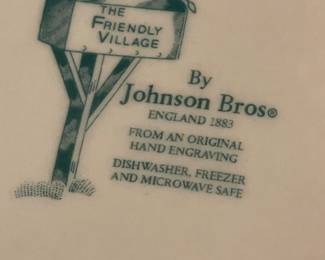 THE
FRIENDLY
VILLAGE
By
Johnson Bros®
ENGLAND 1883
FROM AN ORIGINAL
HAND ENGRAVING
DISHWASHER, FREEZER
AND MICROWAVE SAFE